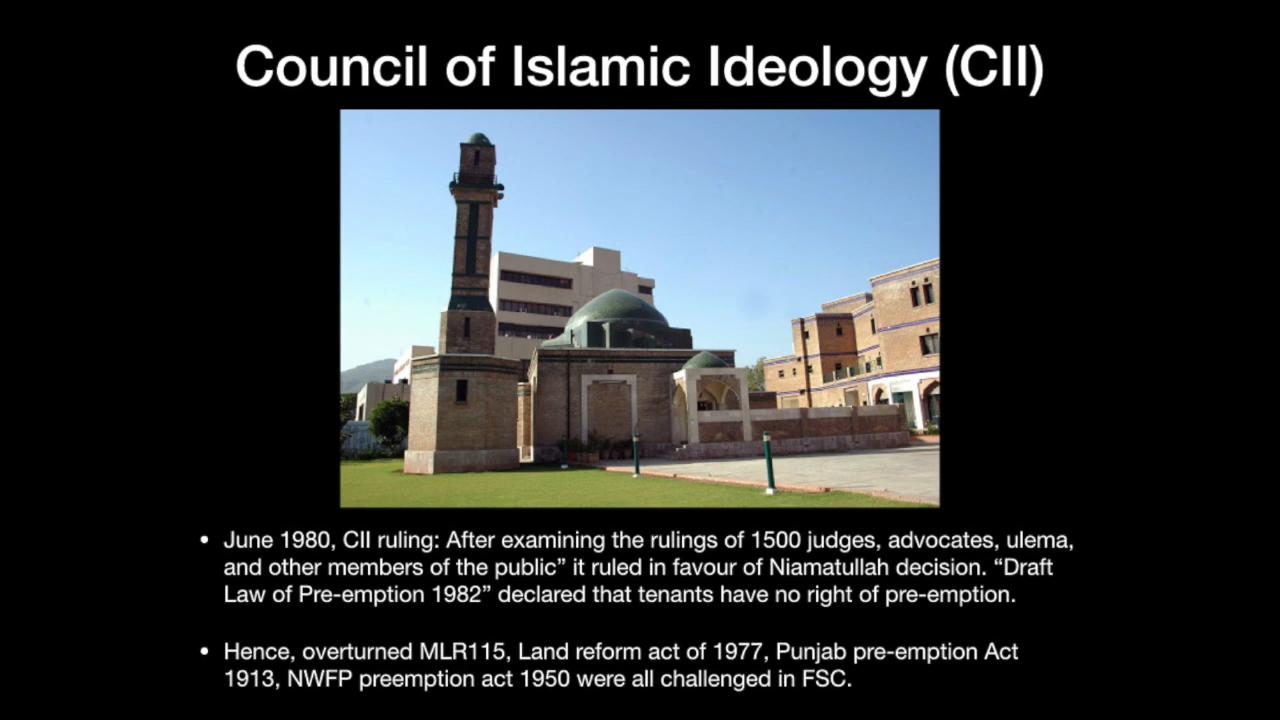 Council of Islamic Ideology (CII)
• June 1980, CII ruling: After examining the rulings of 1500 judges, advocates, ulema,
and other members of the public” it ruled in favour of Niamatullah decision. “Draft
Law of Pre-emption 1982” declared that tenants have no right of pre-emption.
• Hence, overturned MLR115, Land reform act of 1977, Punjab pre-emption Act
1913, NWFP preemption act 1950 were all challenged in FSC.